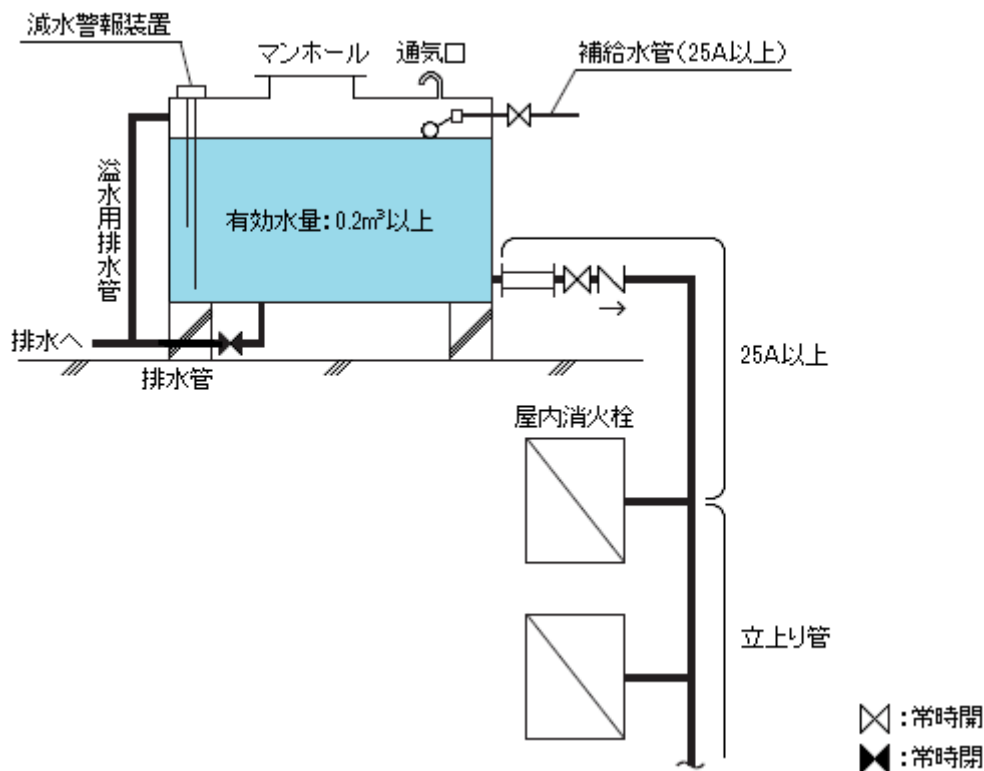 減水警報装置
マンホール
通気口
補給水管(25A以上)
溢水用排水管
有効水量:0.2m³以上
排水へ
排水管
25A以上
屋内消火栓
立上り管
:常時開
:常時閉